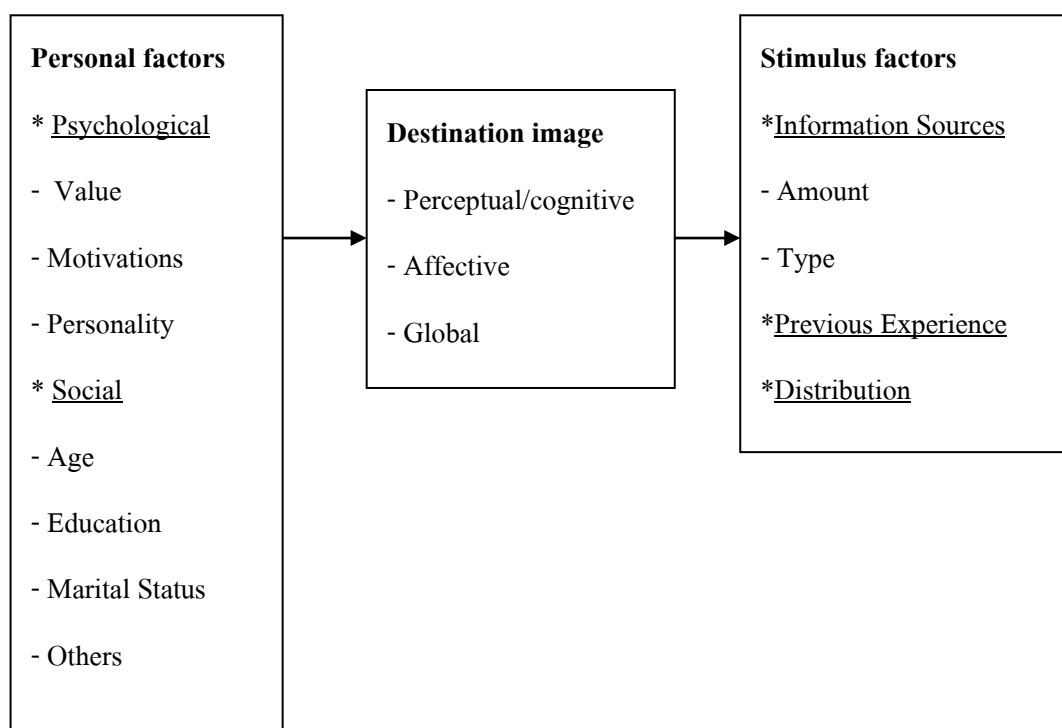 Personal factors
* Psychological
- Value
- Motivations
- Personality
* Social
- Age
- Education
- Marital Status
- Others
Destination image
- Perceptual/cognitive
- Affective
- Global
Stimulus factors
*Information Sources
- Amount
- Type
*Previous Experience
*Distribution